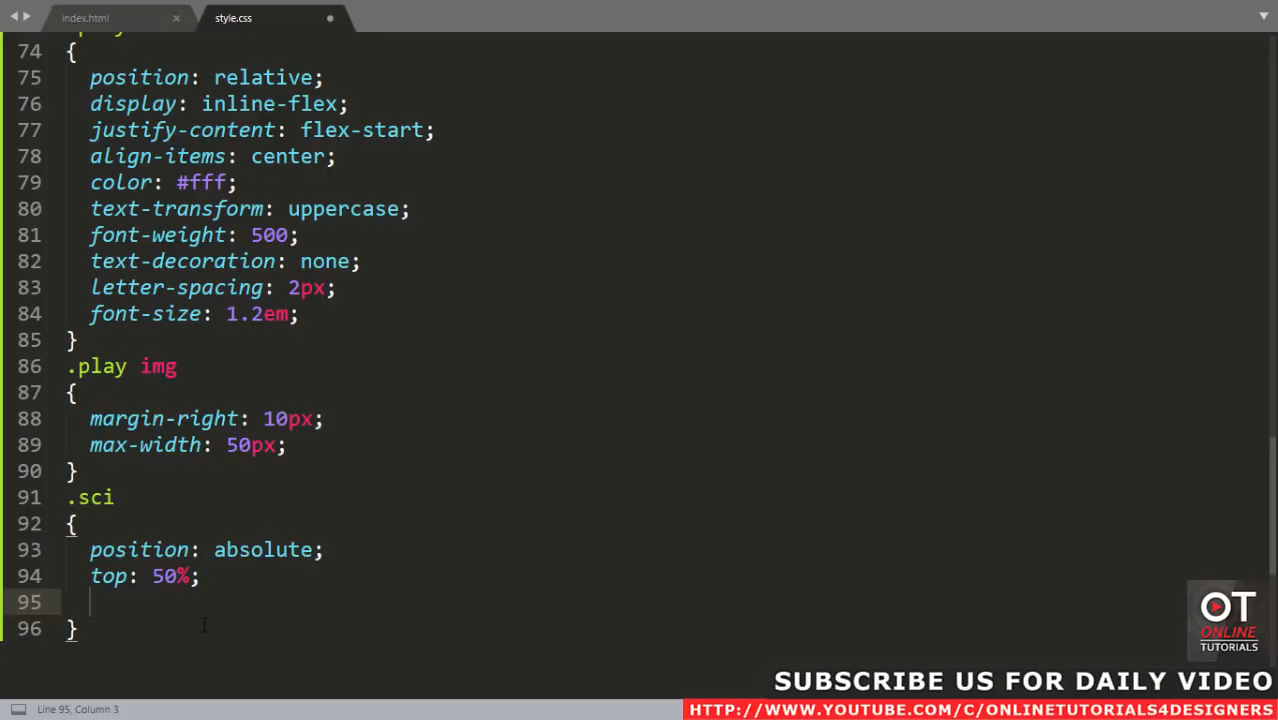 index.html
style.css
74 {
75 position: relative;
76 display: inline-flex;
77 justify-content: flex-start;
78 align-items: center;
79 color: #fff;
80 text-transform: uppercase;
81 font-weight: 500;
82 text-decoration: none;
83 letter-spacing: 2px;
84 font-size: 1.2em;
85 }
86 .play img
87 {
88 margin-right: 10px;
89 max-width: 50px;
90 }
91 .sci
92 {
93 position: absolute;
94 top: 50%;
95
96 }
OT
ONLINE
TUTORIALS
SUBSCRIBE US FOR DAILY VIDEO
Line 95, Column 3
HTTP://WWW.YOUTUBE.COM/C/ONLINETUTORIALS4DESIGNERS